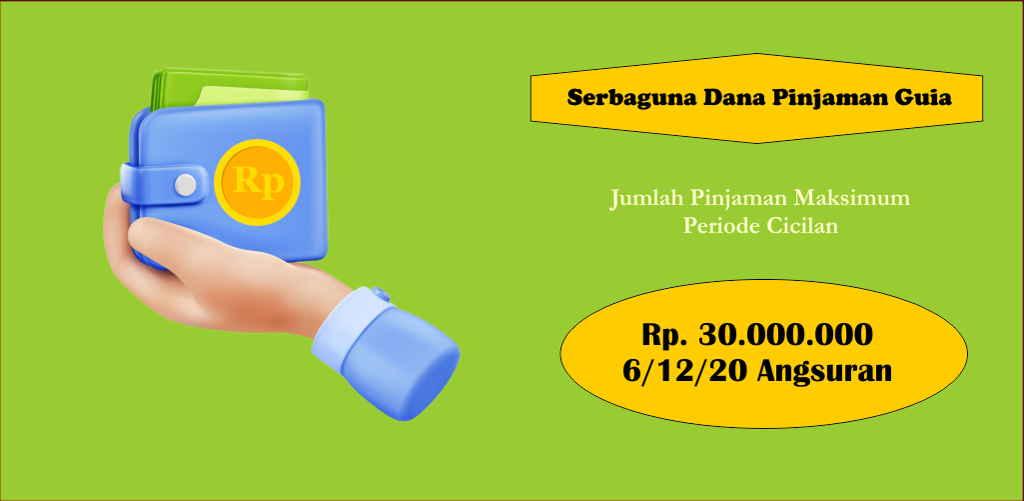 Rp
Serbaguna Dana Pinjaman Guia
Jumlah Pinjaman Maksimum
Periode Cicilan
Rp. 30.000.000
6/12/20 Angsuran